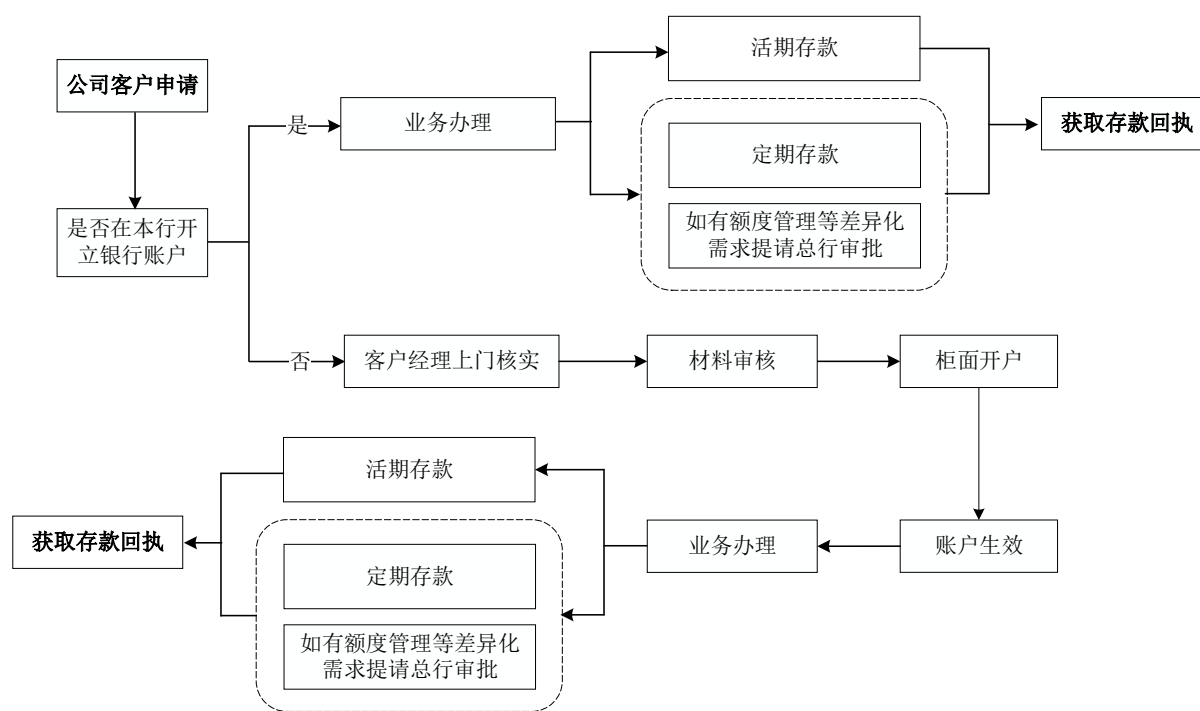 公司客户申请
是否在本行开
立银行账户
是
业务办理
活期存款
定期存款
如有额度管理等差异化
需求提请总行审批
获取存款回执
否
客户经理上门核实
材料审核
柜面开户
账户生效
业务办理
活期存款
定期存款
如有额度管理等差异化
需求提请总行审批
获取存款回执